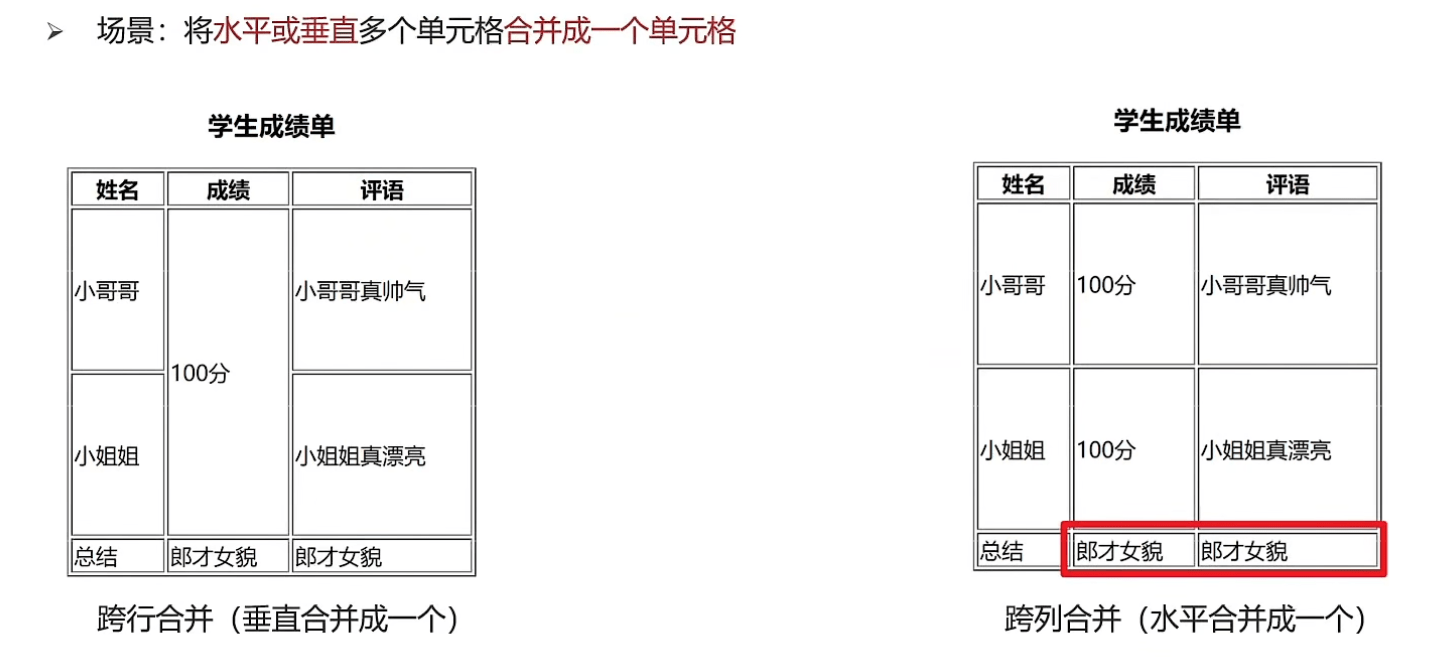 场景：将水平或垂直多个单元格合并成一个单元格
学生成绩单
姓名 成绩 评语
小哥哥 100分 小哥哥真帅气
小姐姐 小姐姐真漂亮
总结 郎才女貌 郎才女貌
跨行合并（垂直合并成一个）
学生成绩单
姓名 成绩 评语
小哥哥 100分 小哥哥真帅气
小姐姐 100分 小姐姐真漂亮
总结 郎才女貌 郎才女貌
跨列合并（水平合并成一个）